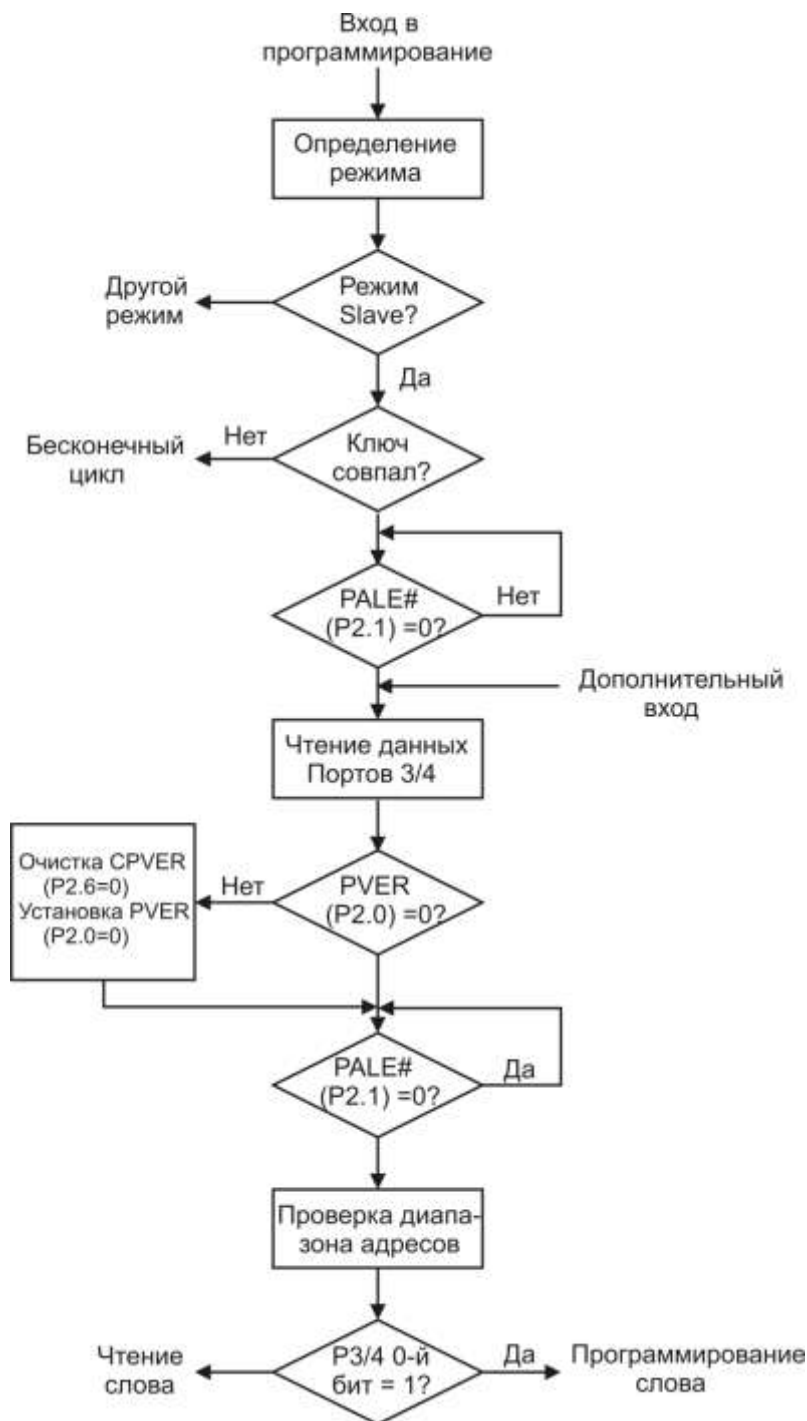 Вход в
программирование
Определение
режима
Режим
Slave?
Другой
режим
Да
Ключ
совпал?
Нет
Бесконечный
цикл
PALE#
(P2.1) =0?
Нет
Дополнительный
вход
Чтение данных
Портов 3/4
PVER
(P2.0) =0?
Нет
Очистка CPVER
(P2.6=0)
Установка PVER
(P2.0=0)
PALE#
(P2.1) =0?
Да
Проверка диапа-
зона адресов
P3/4 0-й
бит = 1?
Чтение
слова
Да
Программирование
слова